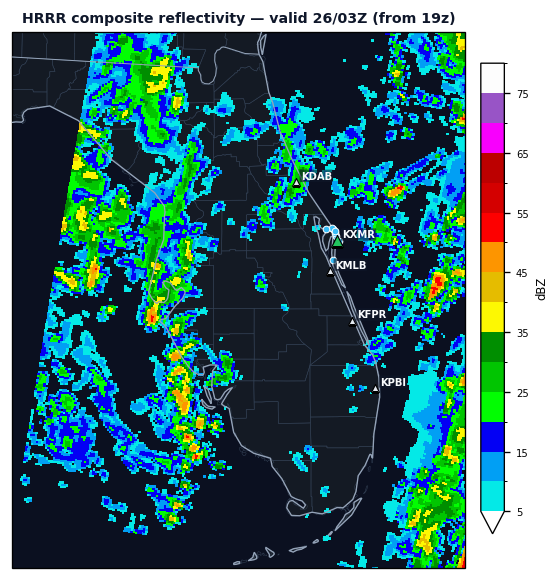 HRRR composite reflectivity — valid 26/03Z (from 19z)
KDAB
KXMR
KMLB
KFPR
KPBI
75
65
55
45
35
25
15
5
dBZ